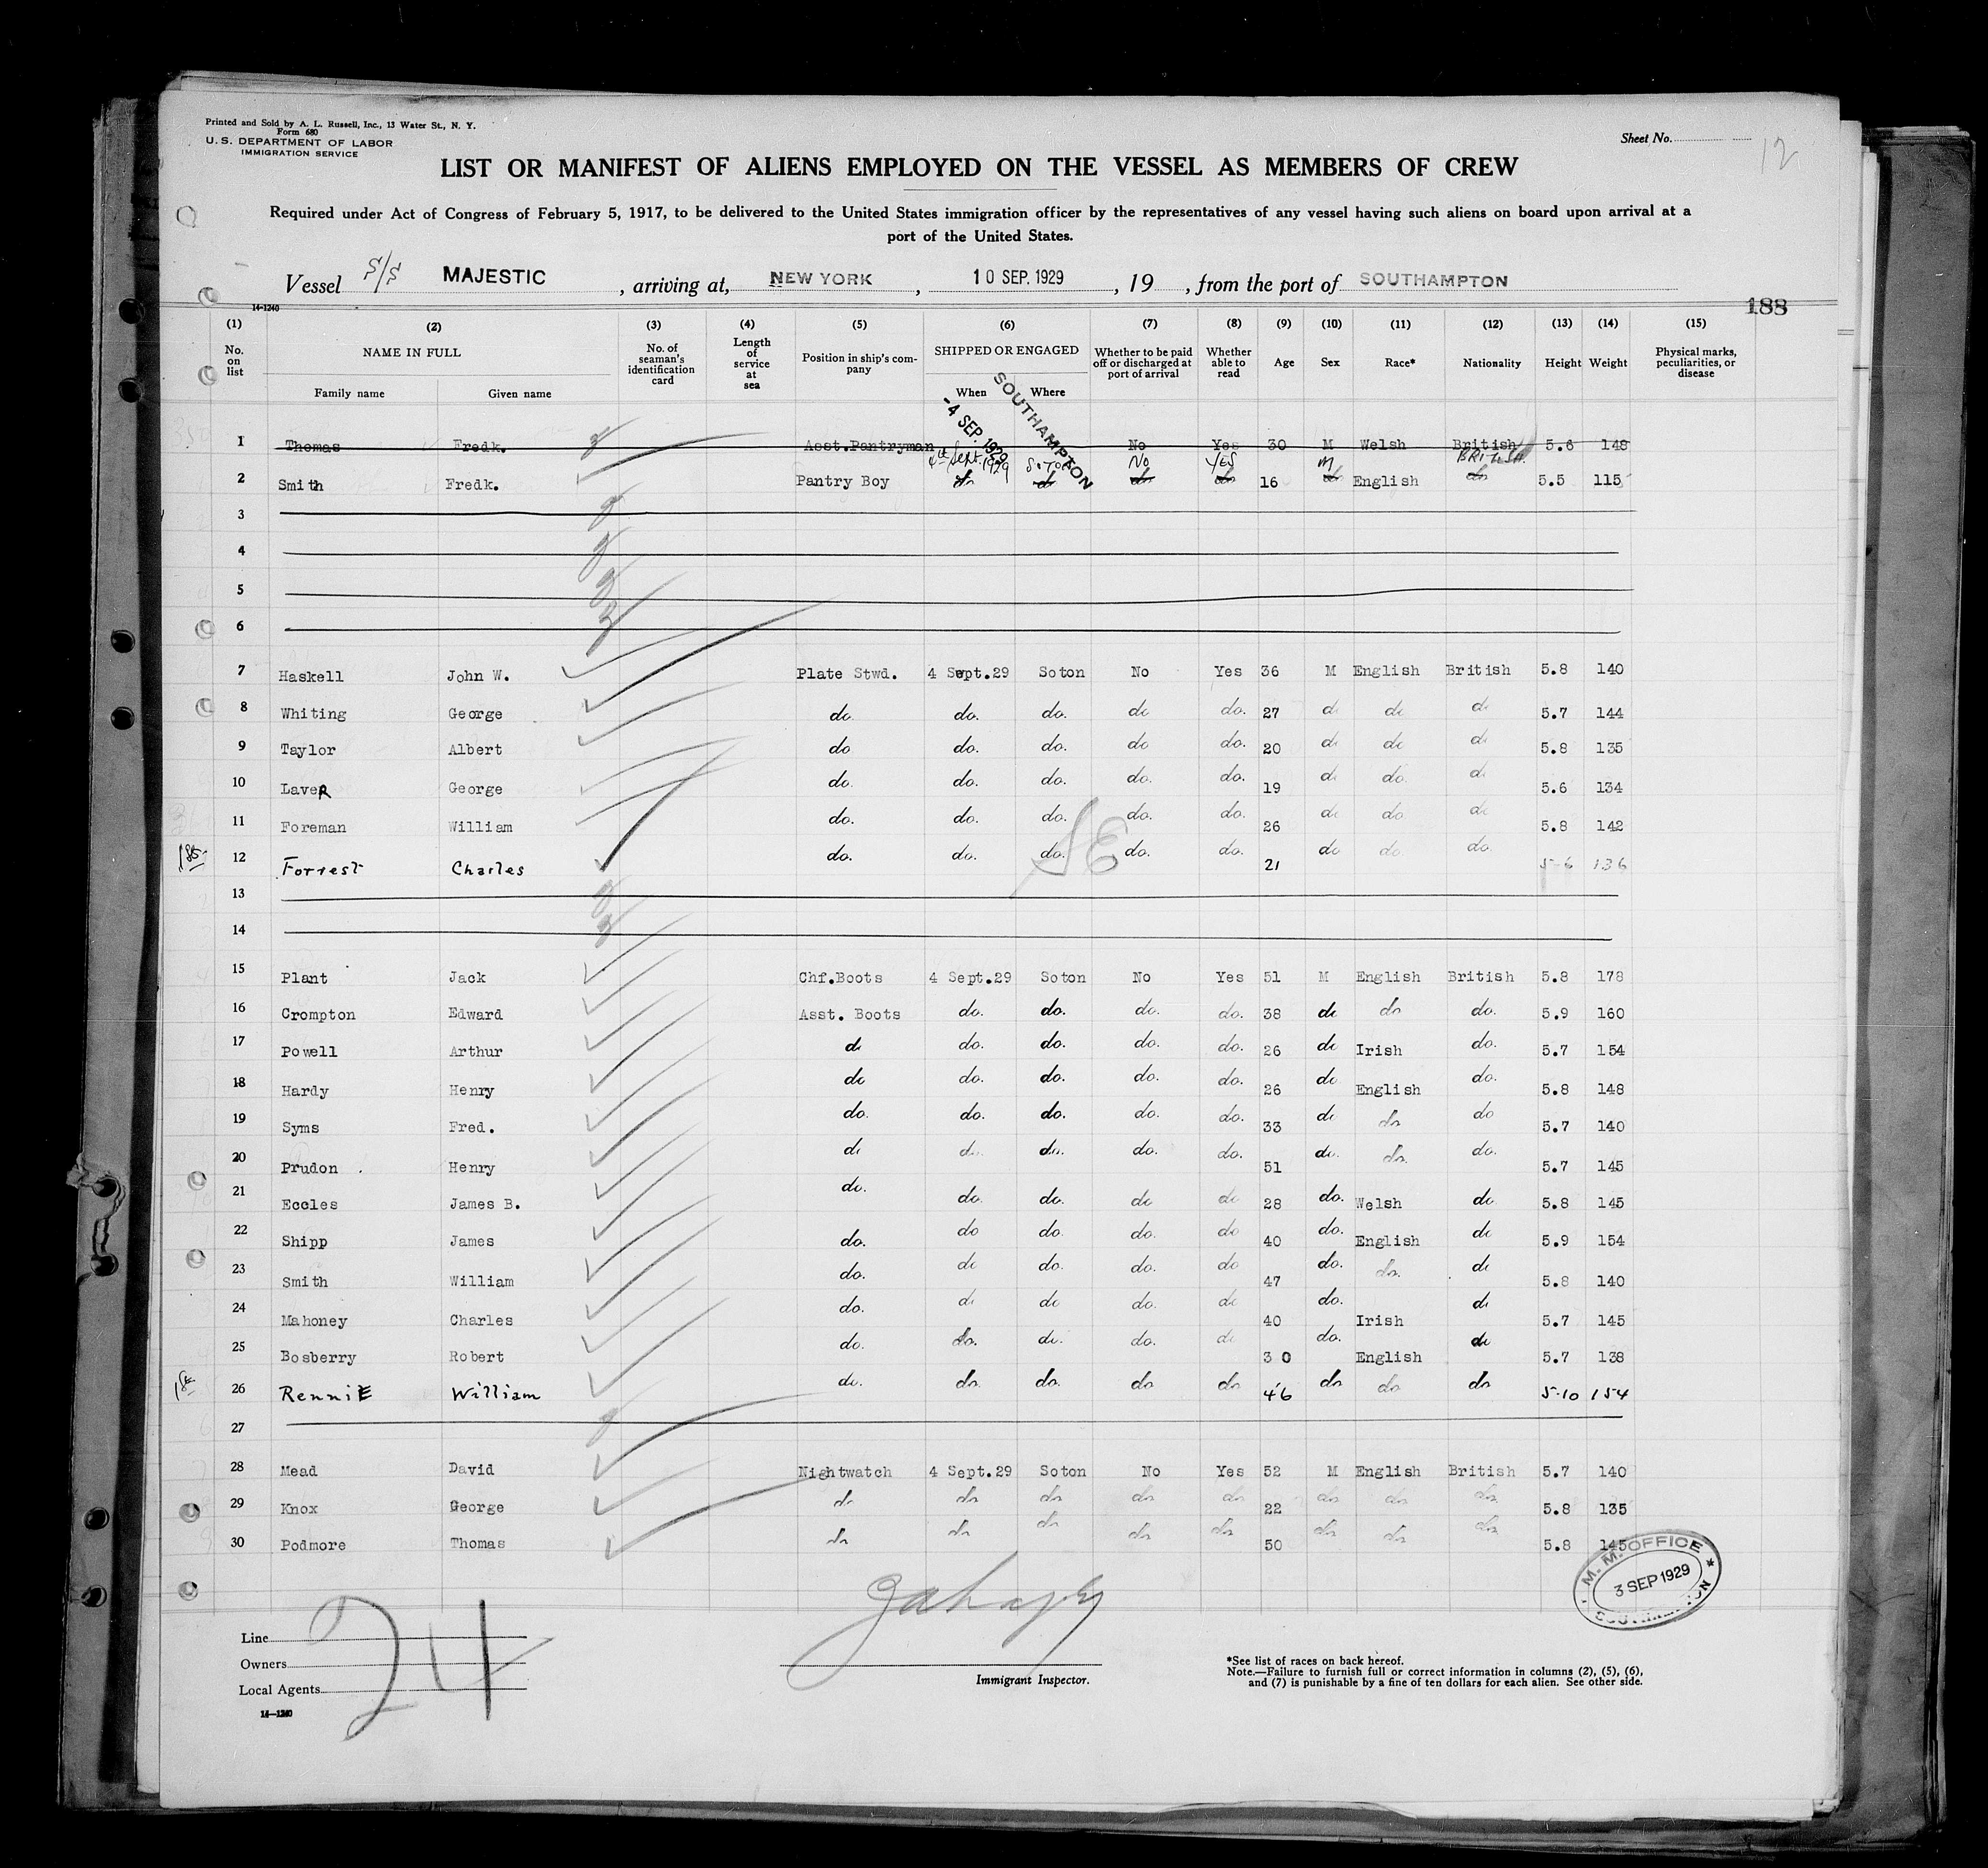 Printed and Sold by A. L. Russell, Inc., 13 Water St., N. Y.
Form 680
U. S. DEPARTMENT OF LABOR
IMMIGRATION SERVICE
Sheet No. 12
LIST OR MANIFEST OF ALIENS EMPLOYED ON THE VESSEL AS MEMBERS OF CREW
Required under Act of Congress of February 5, 1917, to be delivered to the United States immigration officer by the representatives of any vessel having such aliens on board upon arrival at a
port of the United States.
Vessel S/S MAJESTIC , arriving at, NEW YORK , 10 SEP. 1929 , 19 , from the port of SOUTHAMPTON
14-1240
188
(1) (2) (3) (4) (5) (6) (7) (8) (9) (10) (11) (12) (13) (14) (15)
No. on list NAME IN FULL Family name Given name No. of seaman's identification card Length of service at sea Position in ship's company SHIPPED OR ENGAGED When Where Whether to be paid off or discharged at port of arrival Whether able to read Age Sex Race* Nationality Height Weight Physical marks, peculiarities, or disease
-4 SEP. 1929 SOUTHAMPTON
1 Thomas Fredk. Asst.Pantryman No Yes 30 M Welsh British 5.6 148
4th Sept. 1929 S.TON No YES M BRITISH
2 Smith Fredk. Pantry Boy do do do do 16 do English do 5.5 115
3
4
5
6
7 Haskell John W. Plate Stwd. 4 Sept.29 Soton No Yes 36 M English British 5.8 140
8 Whiting George do. do. do. do do. 27 do do do 5.7 144
9 Taylor Albert do do. do. do do. 20 do do do 5.8 135
10 LaveR George do. do. do. do. do. 19 do do. do 5.6 134
11 Foreman William do. do. do. do. do. 26 do do do 5.8 142
12 Forrest Charles do. do. do. do. do. 21 do do. do. 5-6 136
13
14
15 Plant Jack Chf.Boots 4 Sept.29 Soton No Yes 51 M English British 5.8 178
16 Crompton Edward Asst. Boots do. do. do. do. 38 do do do. 5.9 160
17 Powell Arthur do do. do. do. do. 26 do Irish do. 5.7 154
18 Hardy Henry do do. do. do. do. 26 do English do. 5.8 148
19 Syms Fred. do. do. do. do. do. 33 do do. do 5.7 140
20 Prudon Henry do do. do. do. do. 51 do. do. do. 5.7 145
21 Eccles James B. do. do. do. do do 28 do. Welsh do 5.8 145
22 Shipp James do. do do. do. do 40 do. English do 5.9 154
23 Smith William do. do do. do. do 47 do. do. do 5.8 140
24 Mahoney Charles do. do do do. do 40 do. Irish do 5.7 145
25 Bosberry Robert do. do. do. do. do 30 do. English do 5.7 138
26 RenniE William do. do. do. do do 46 do do do 5.10 154
27
28 Mead David Nightwatch 4 Sept.29 Soton No Yes 52 M English British 5.7 140
29 Knox George do do do do do 22 do do do 5.8 135
30 Podmore Thomas do do do do do 50 do do do 5.8 145
M. M. OFFICE
3 SEP 1929
24
Line
Owners
Local Agents
14-1240
Immigrant Inspector.
*See list of races on back hereof.
Note.—Failure to furnish full or correct information in columns (2), (5), (6),
and (7) is punishable by a fine of ten dollars for each alien. See other side.